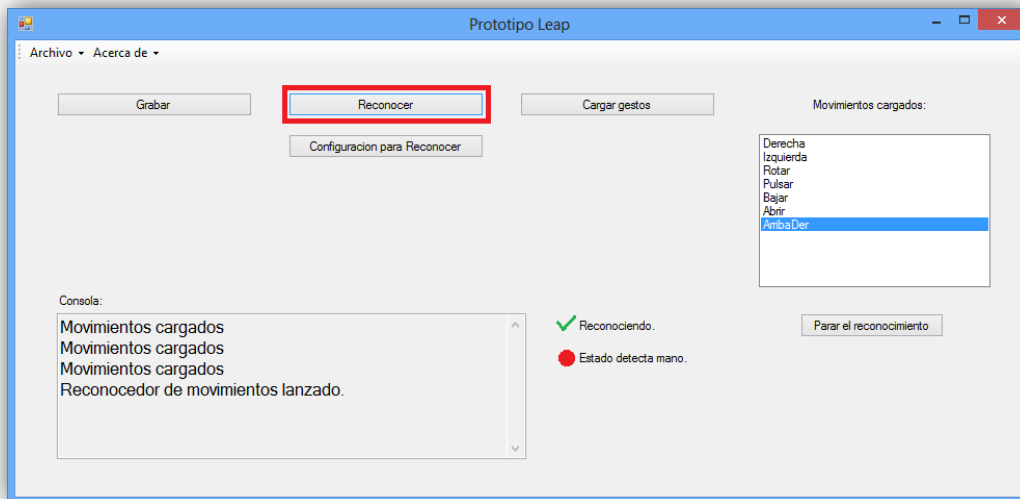 Prototipo Leap
Archivo Acerca de
Grabar Reconocer Cargar gestos Movimientos cargados:
Configuracion para Reconocer
Derecha
Izquierda
Rotar
Pulsar
Bajar
Abrir
ArribaDer
Consola:
Movimientos cargados
Movimientos cargados
Movimientos cargados
Reconocedor de movimientos lanzado.
Reconociendo. Parar el reconocimiento
Estado detecta mano.